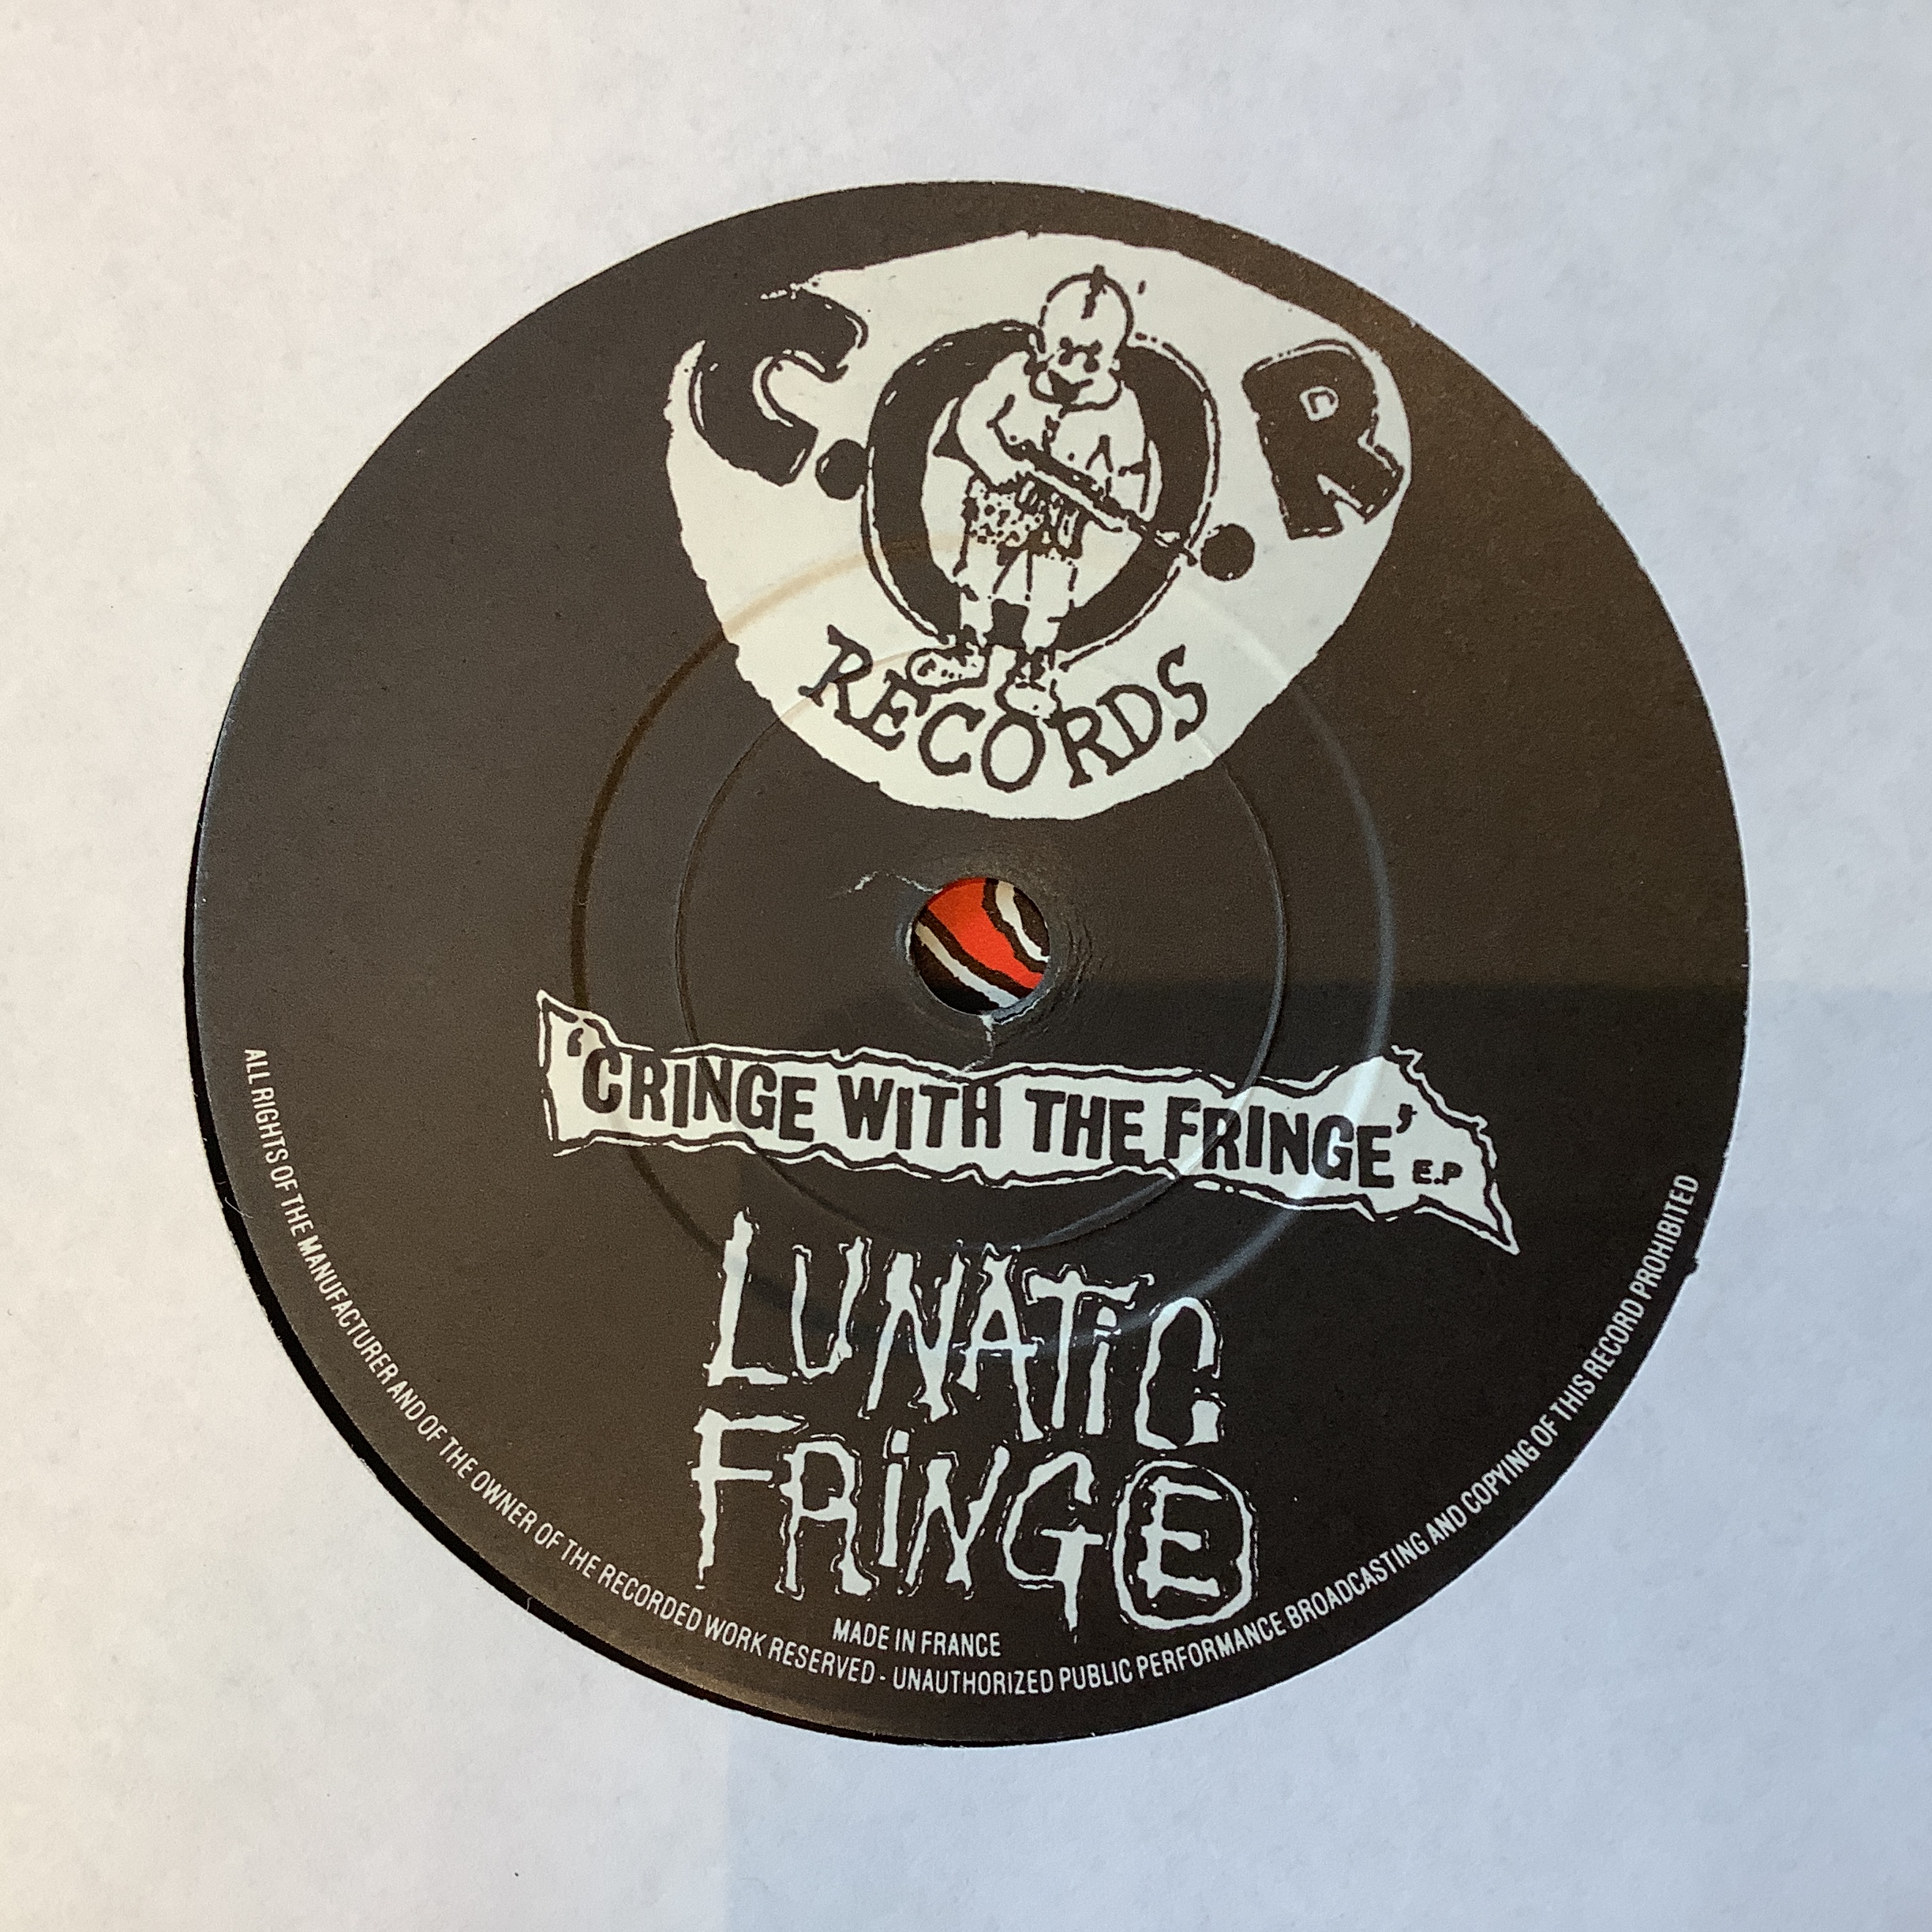 C.O.R
RECORDS
'CRINGE WITH THE FRINGE' E.P
LUNATiC
FRiNGE
MADE IN FRANCE
ALL RIGHTS OF THE MANUFACTURER AND OF THE OWNER OF THE RECORDED WORK RESERVED - UNAUTHORIZED PUBLIC PERFORMANCE BROADCASTING AND COPYING OF THIS RECORD PROHIBITED